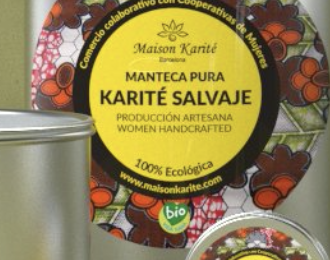 Comercio colaborativo con Cooperativas de Mujeres
Maison Karité
Barcelona
MANTECA PURA
KARITÉ SALVAJE
PRODUCCIÓN ARTESANA
WOMEN HANDCRAFTED
100% Ecológica
www.maisonkarite.com
bio